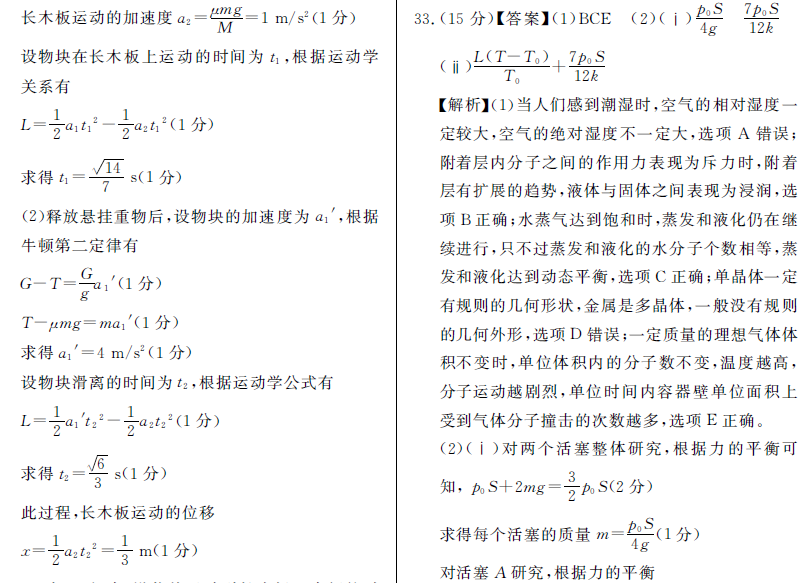 长木板运动的加速度 a₂=μmg/M=1 m/s²(1 分)
设物块在长木板上运动的时间为 t₁,根据运动学
关系有
L=1/2a₁t₁²-1/2a₂t₁²(1 分)
求得 t₁=√14/7 s(1 分)
(2)释放悬挂重物后,设物块的加速度为 a₁′,根据
牛顿第二定律有
G-T=G/g a₁′(1 分)
T-μmg=ma₁′(1 分)
求得 a₁′=4 m/s²(1 分)
设物块滑离的时间为 t₂,根据运动学公式有
L=1/2a₁′t₂²-1/2a₂t₂²(1 分)
求得 t₂=√6/3 s(1 分)
此过程,长木板运动的位移
x=1/2a₂t₂²=1/3 m(1 分)
33.(15 分)【答案】(1)BCE (2)(ⅰ)p₀S/4g 7p₀S/12k
(ⅱ)L(T-T₀)/T₀+7p₀S/12k
【解析】(1)当人们感到潮湿时,空气的相对湿度一
定较大,空气的绝对湿度不一定大,选项 A 错误;
附着层内分子之间的作用力表现为斥力时,附着
层有扩展的趋势,液体与固体之间表现为浸润,选
项 B 正确;水蒸气达到饱和时,蒸发和液化仍在继
续进行,只不过蒸发和液化的水分子个数相等,蒸
发和液化达到动态平衡,选项 C 正确;单晶体一定
有规则的几何形状,金属是多晶体,一般没有规则
的几何外形,选项 D 错误;一定质量的理想气体体
积不变时,单位体积内的分子数不变,温度越高,
分子运动越剧烈,单位时间内容器壁单位面积上
受到气体分子撞击的次数越多,选项 E 正确。
(2)(ⅰ)对两个活塞整体研究,根据力的平衡可
知,p₀S+2mg=3/2p₀S(2 分)
求得每个活塞的质量 m=p₀S/4g(1 分)
对活塞 A 研究,根据力的平衡